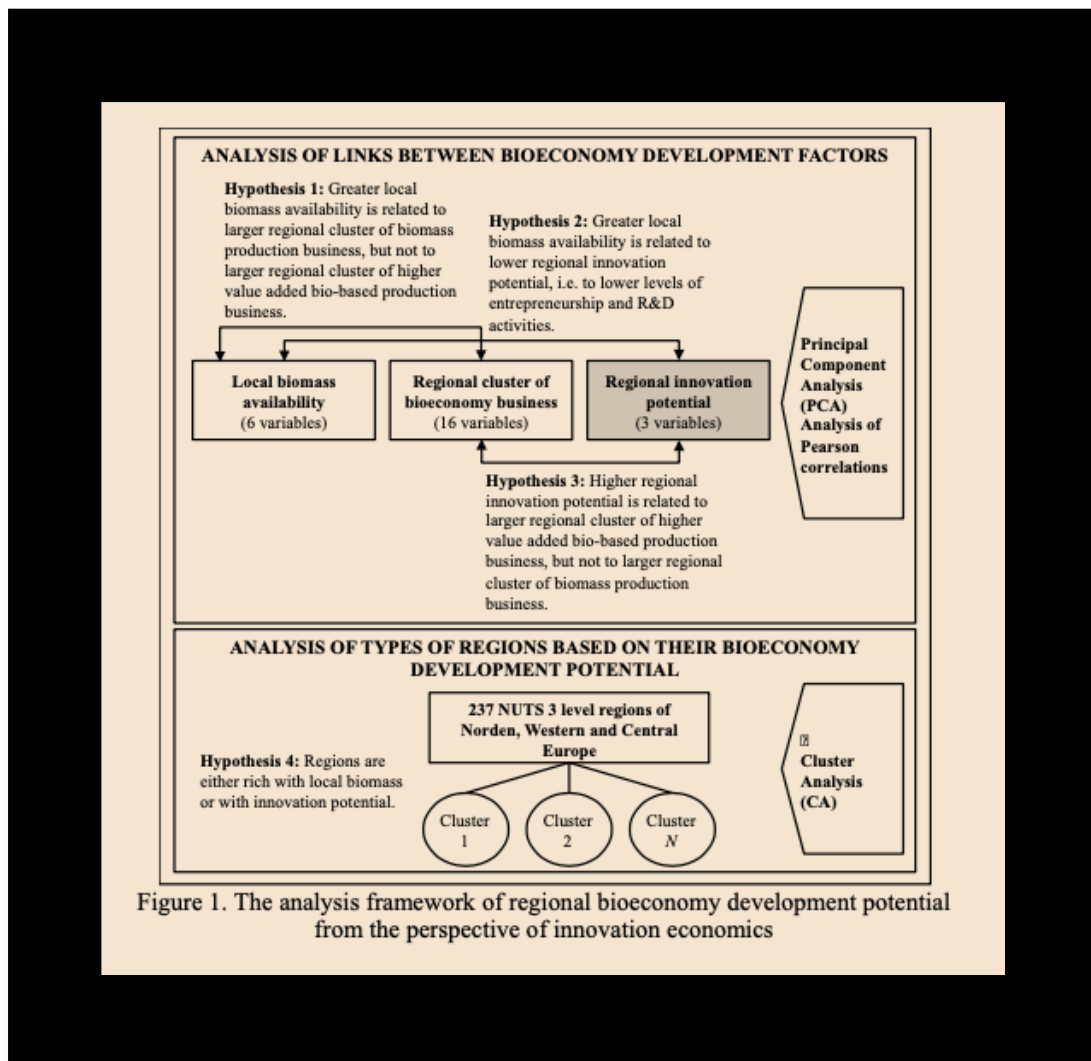 ANALYSIS OF LINKS BETWEEN BIOECONOMY DEVELOPMENT FACTORS
Hypothesis 1: Greater local
biomass availability is related to
larger regional cluster of biomass
production business, but not to
larger regional cluster of higher
value added bio-based production
business.
Hypothesis 2: Greater local
biomass availability is related to
lower regional innovation
potential, i.e. to lower levels of
entrepreneurship and R&D
activities.
Local biomass
availability
(6 variables)
Regional cluster of
bioeconomy business
(16 variables)
Regional innovation
potential
(3 variables)
Principal
Component
Analysis
(PCA)
Analysis of
Pearson
correlations
Hypothesis 3: Higher regional
innovation potential is related to
larger regional cluster of higher
value added bio-based production
business, but not to larger regional
cluster of biomass production
business.
ANALYSIS OF TYPES OF REGIONS BASED ON THEIR BIOECONOMY
DEVELOPMENT POTENTIAL
237 NUTS 3 level regions of
Norden, Western and Central
Europe
Hypothesis 4: Regions are
either rich with local biomass
or with innovation potential.
Cluster
1
Cluster
2
Cluster
N
Cluster
Analysis
(CA)
Figure 1. The analysis framework of regional bioeconomy development potential
from the perspective of innovation economics